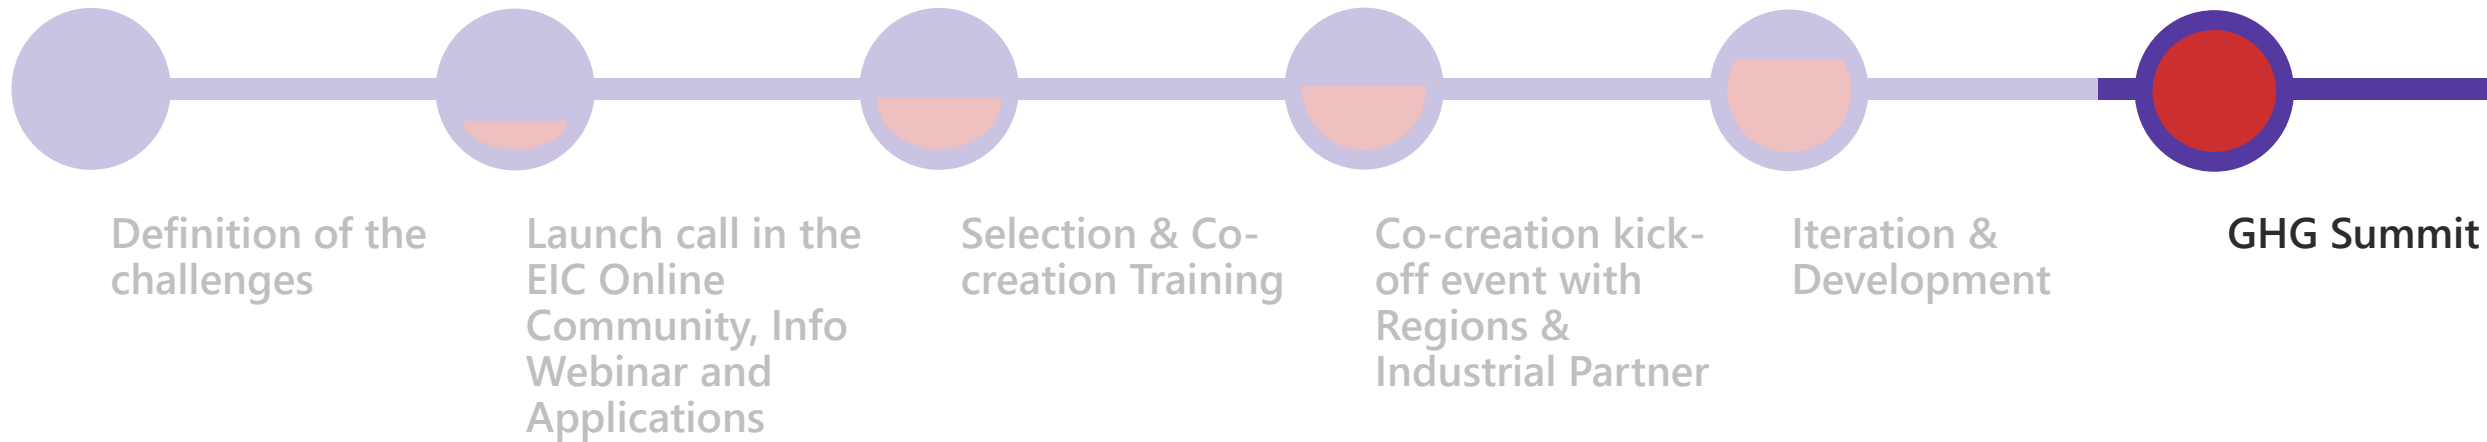 Definition of the
challenges
Launch call in the
EIC Online
Community, Info
Webinar and
Applications
Selection & Co-
creation Training
Co-creation kick-
off event with
Regions &
Industrial Partner
Iteration &
Development
GHG Summit